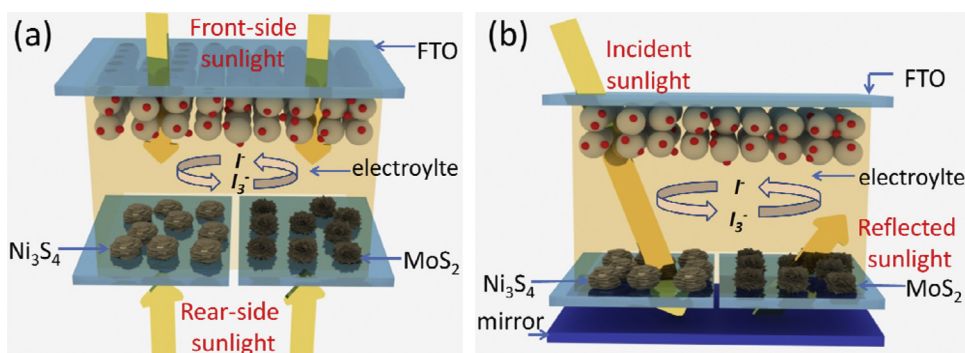 (a)
Front-side
sunlight
FTO
I-
I3-
electroylte
Ni3S4
MoS2
Rear-side
sunlight
(b)
Incident
sunlight
FTO
electroylte
I-
I3-
Reflected
sunlight
Ni3S4
MoS2
mirror